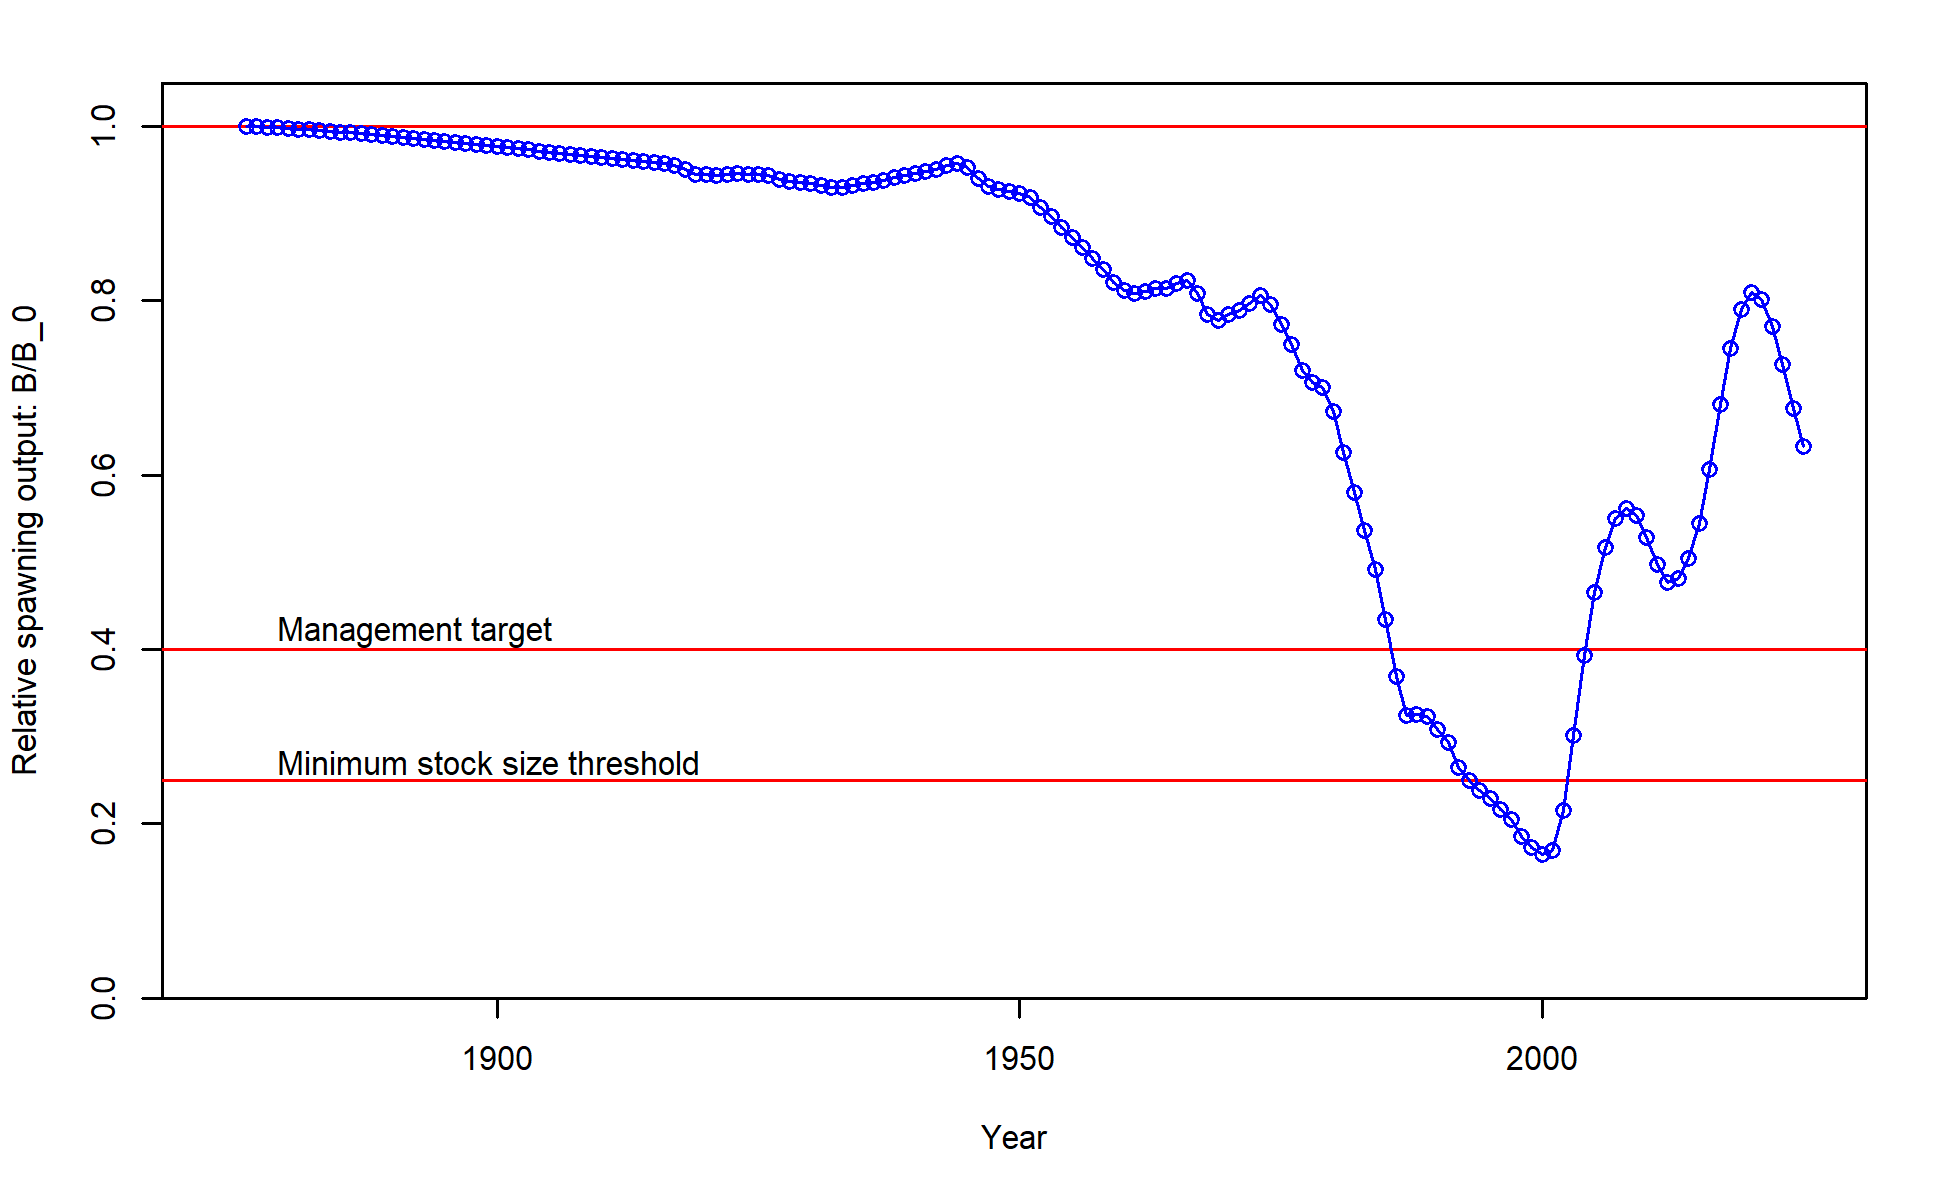 Relative spawning output: B/B_0
1.0
0.8
0.6
0.4
0.2
0.0
Management target
Minimum stock size threshold
1900
1950
2000
Year